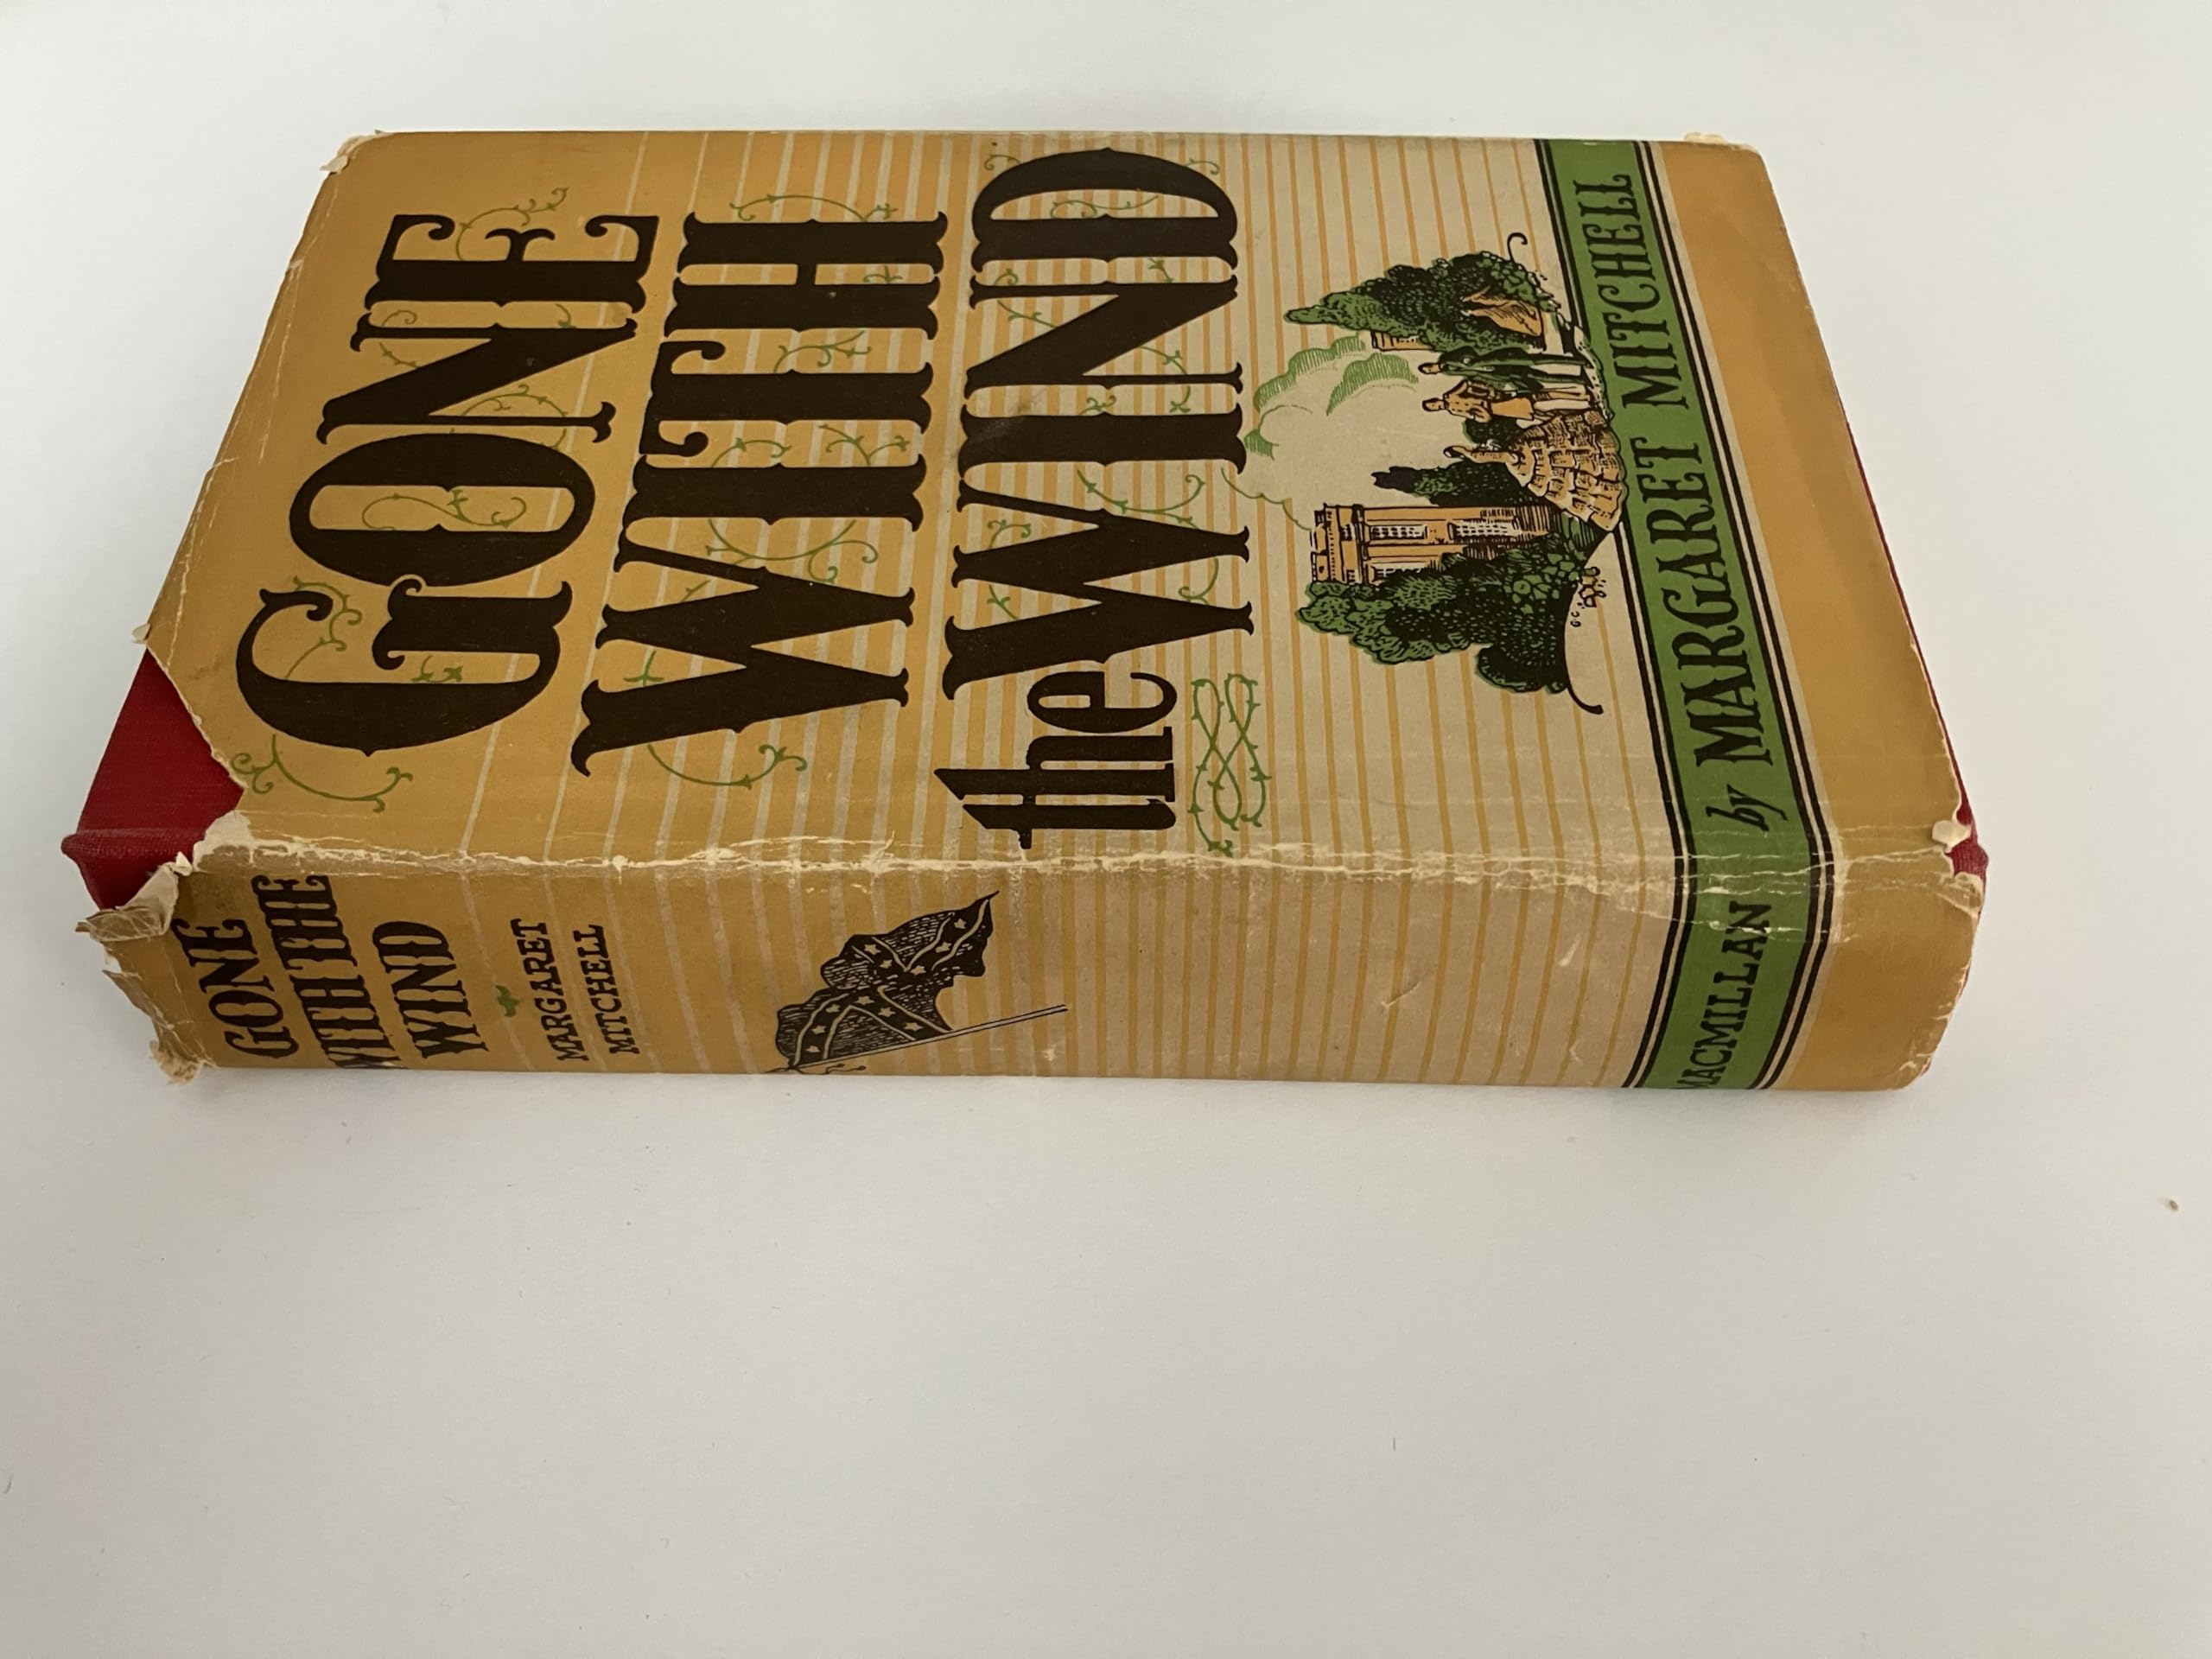 GONE
WITH
the WIND
by MARGARET MITCHELL
GONE
WITH THE
WIND
MARGARET
MITCHELL
MACMILLAN